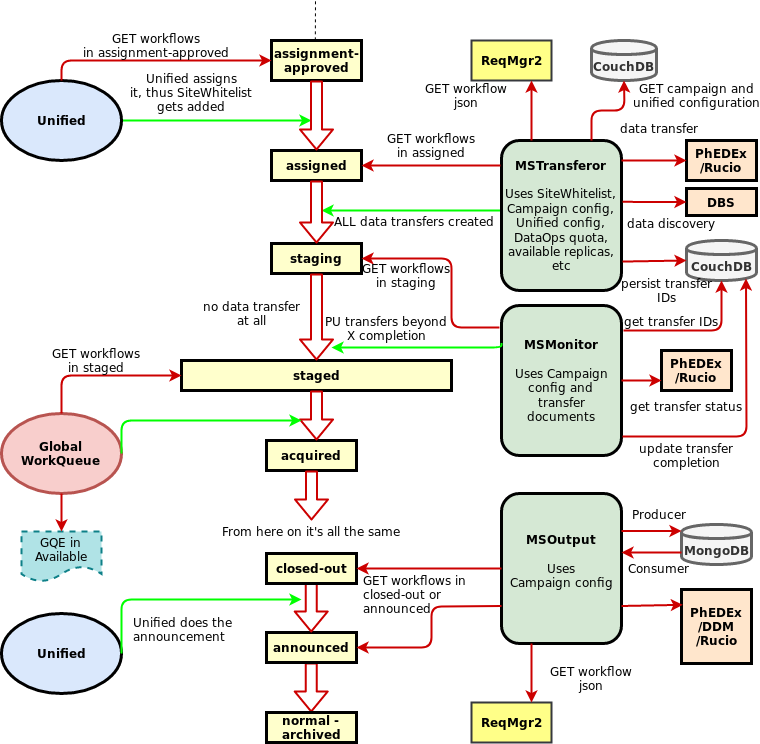 GET workflows
in assignment-approved
assignment-
approved
ReqMgr2
CouchDB
Unified
Unified assigns
it, thus SiteWhitelist
gets added
GET workflow
json
GET campaign and
unified configuration
data transfer
GET workflows
in assigned
assigned
MSTransferor
Uses SiteWhitelist,
Campaign config,
Unified config,
DataOps quota,
available replicas,
etc
PhEDEx
/Rucio
DBS
data discovery
ALL data transfers created
staging
GET workflows
in staging
CouchDB
persist transfer
IDs
no data transfer
at all
PU transfers beyond
X completion
MSMonitor
Uses Campaign
config and
transfer
documents
get transfer IDs
PhEDEx
/Rucio
get transfer status
update transfer
completion
GET workflows
in staged
staged
Global
WorkQueue
acquired
GQE in
Available
From here on it's all the same
closed-out
GET workflows in
closed-out or
announced
MSOutput
Uses
Campaign config
Producer
MongoDB
Consumer
PhEDEx
/DDM
/Rucio
Unified
Unified does the
announcement
announced
GET workflow
json
normal -
archived
ReqMgr2